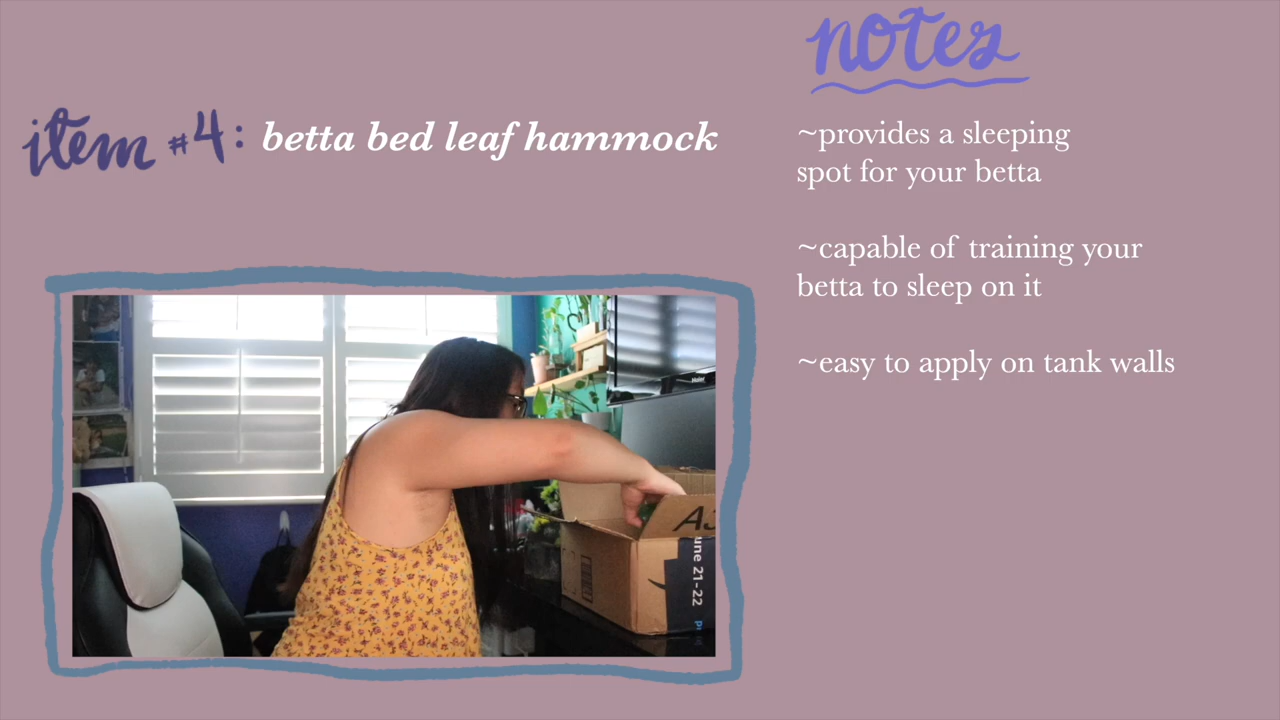 notes
item #4: betta bed leaf hammock
~provides a sleeping
spot for your betta
~capable of training your
betta to sleep on it
~easy to apply on tank walls
Haier
une 21-22